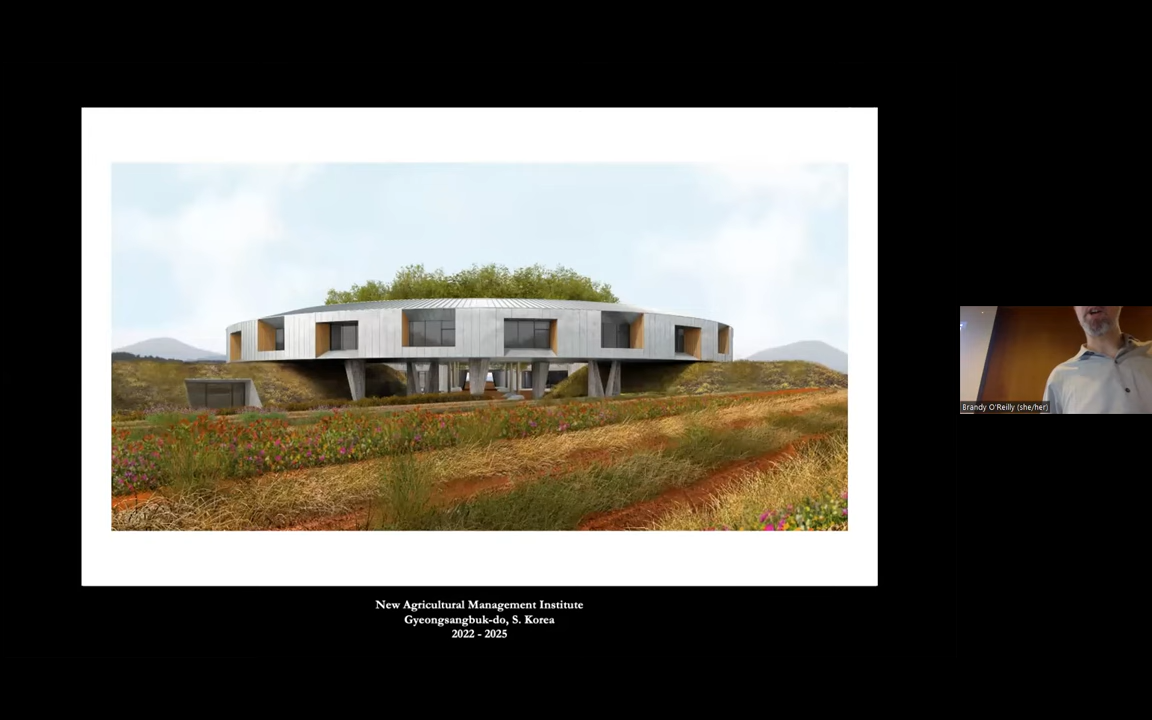 New Agricultural Management Institute
Gyeongsangbuk-do, S. Korea
2022 - 2025
Brandy O'Reilly (she/her)